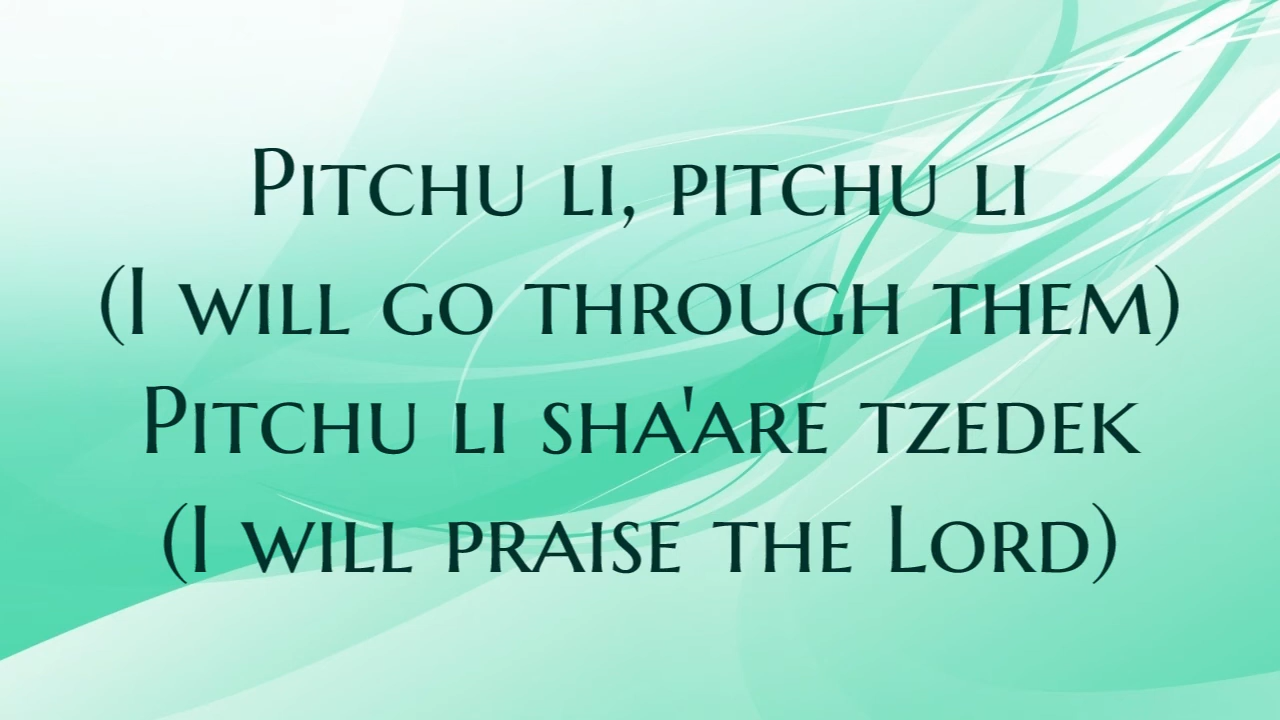 Pitchu li, pitchu li
(I will go through them)
Pitchu li sha'are tzedek
(I will praise the Lord)